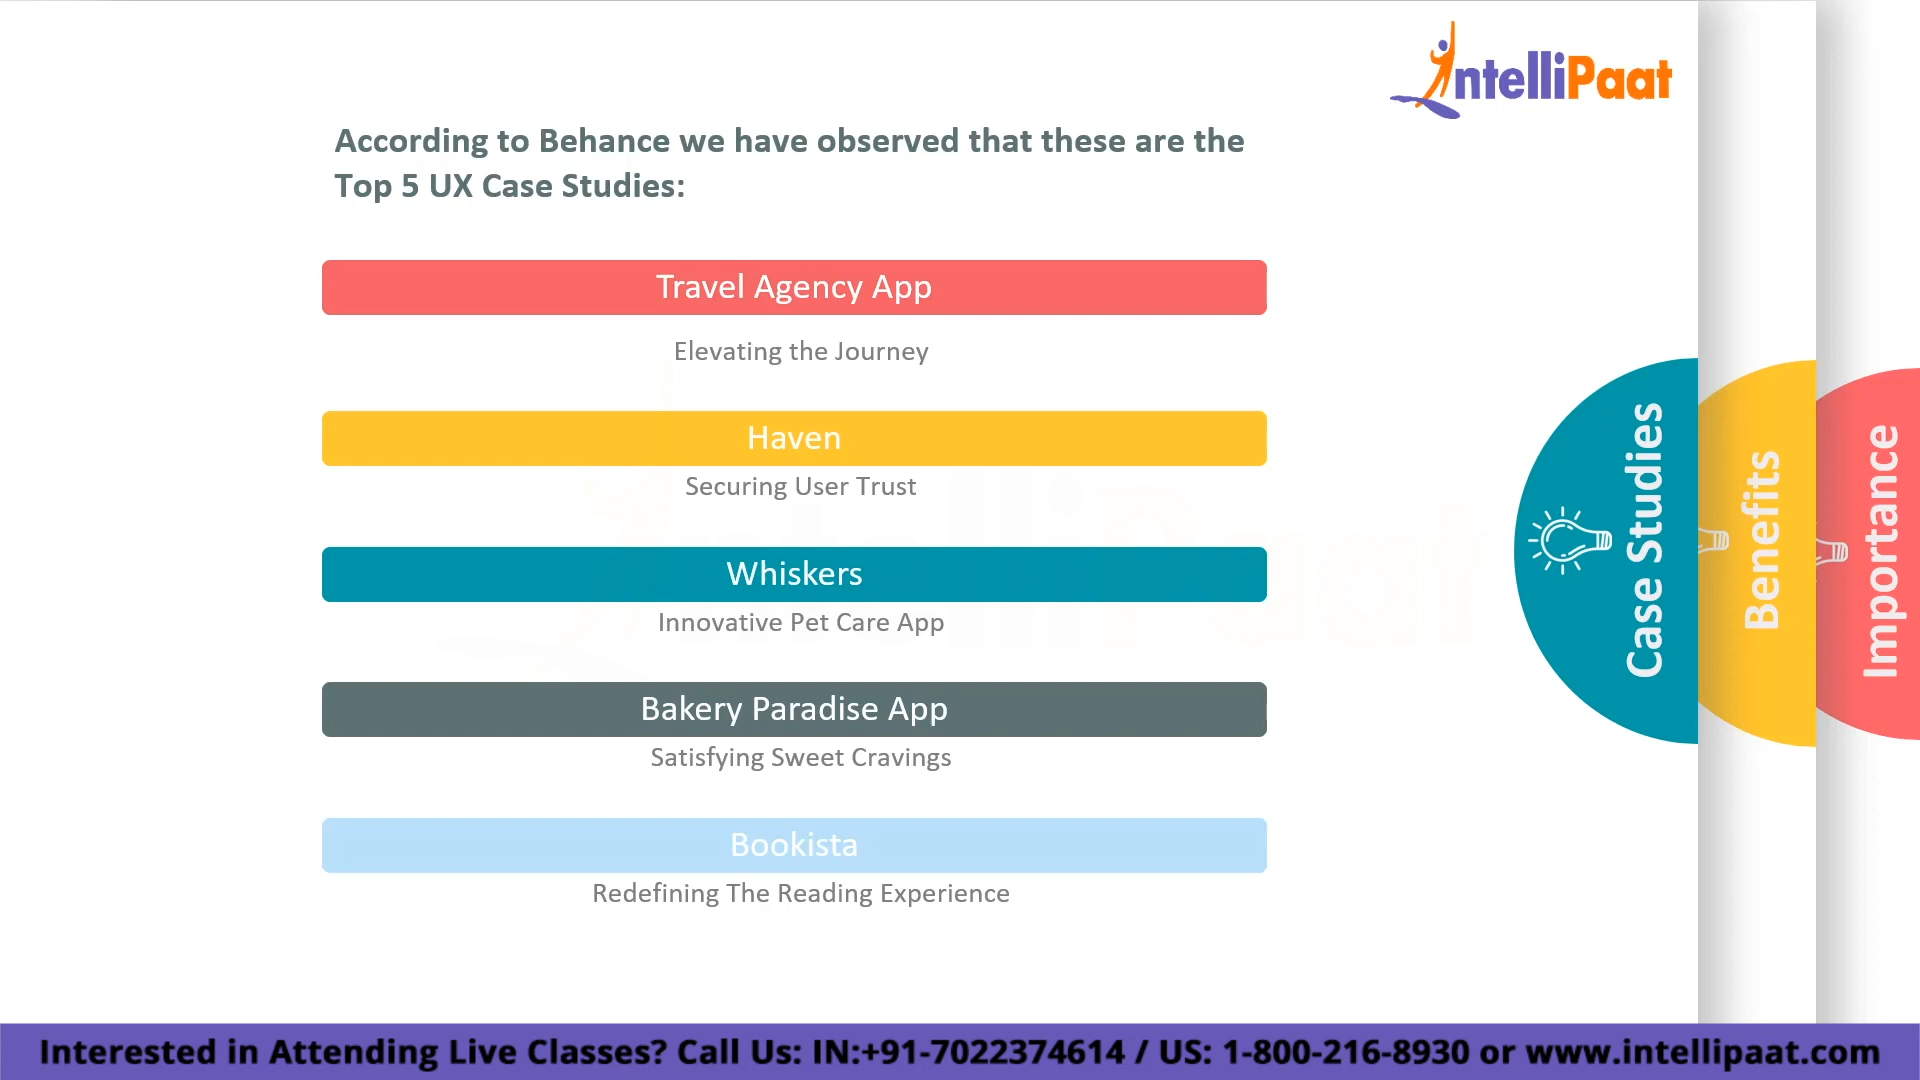 IntelliPaat
According to Behance we have observed that these are the
Top 5 UX Case Studies:
Travel Agency App
Elevating the Journey
Haven
Securing User Trust
Whiskers
Innovative Pet Care App
Bakery Paradise App
Satisfying Sweet Cravings
Bookista
Redefining The Reading Experience
Case Studies
Benefits
Importance
Interested in Attending Live Classes? Call Us: IN:+91-7022374614 / US: 1-800-216-8930 or www.intellipaat.com